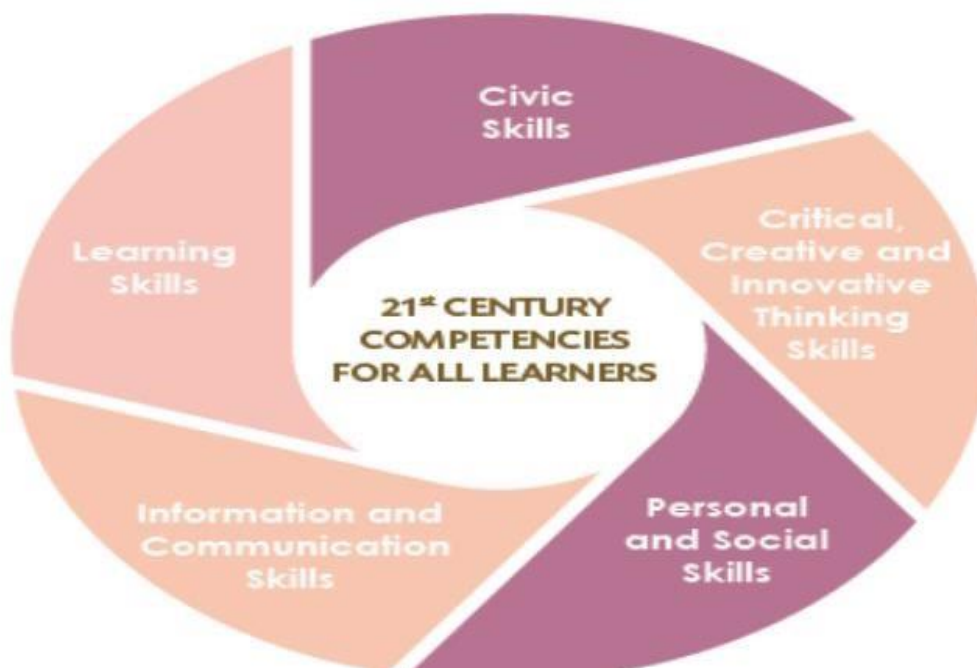 Civic
Skills
Critical,
Creative and
Innovative
Thinking
Skills
Learning
Skills
21st CENTURY
COMPETENCIES
FOR ALL LEARNERS
Information and
Communication
Skills
Personal
and Social
Skills